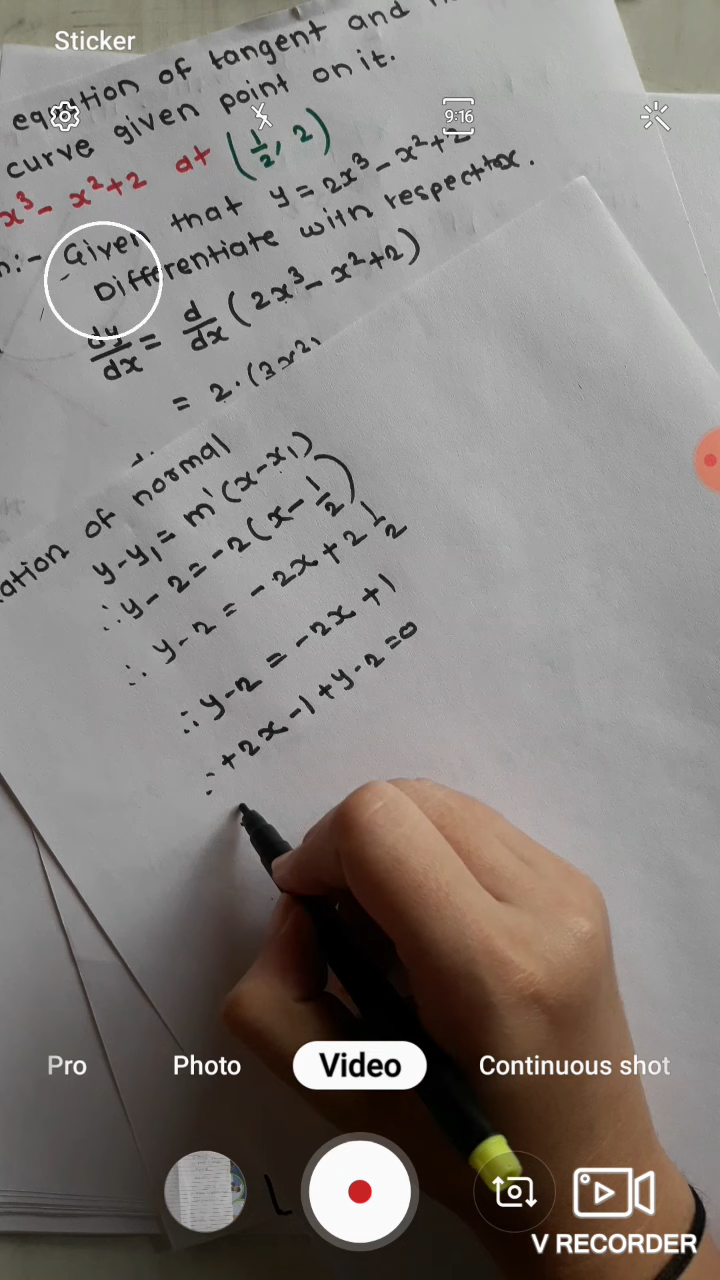 Sticker
equation of tangent and
curve given point on it.
x³ - x² + 2 at (1/2, 2)
n:- Given that y = 2x³ - x² + 2
Differentiate with respect to x.
9:16
dy/dx = d/dx (2x³ - x² + 2)
= 2·(3x²)
ation of normal
y - y₁ = m'(x - x₁)
∴ y - 2 = -2(x - 1/2)
∴ y - 2 = -2x + 2 1/2
∴ y - 2 = -2x + 1
∴ +2x - 1 + y - 2 = 0
Pro Photo Video Continuous shot
V RECORDER